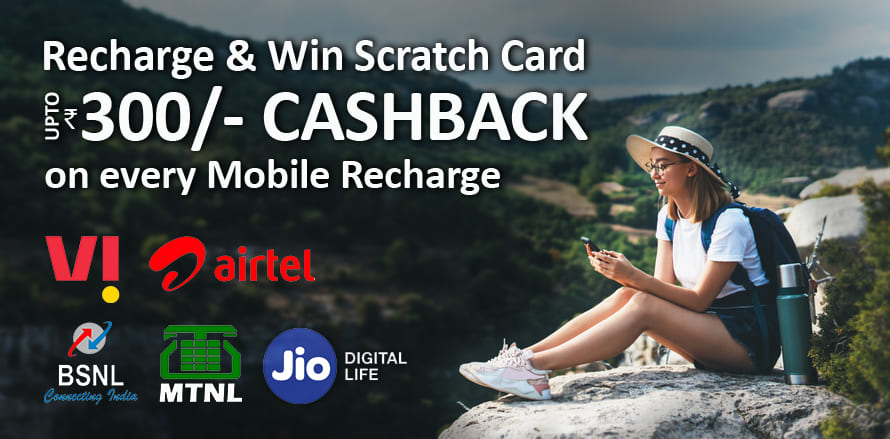 Recharge & Win Scratch Card
UPTO ₹ 300/- CASHBACK
on every Mobile Recharge
VI
airtel
BSNL
Connecting India
MTNL
Jio
DIGITAL
LIFE